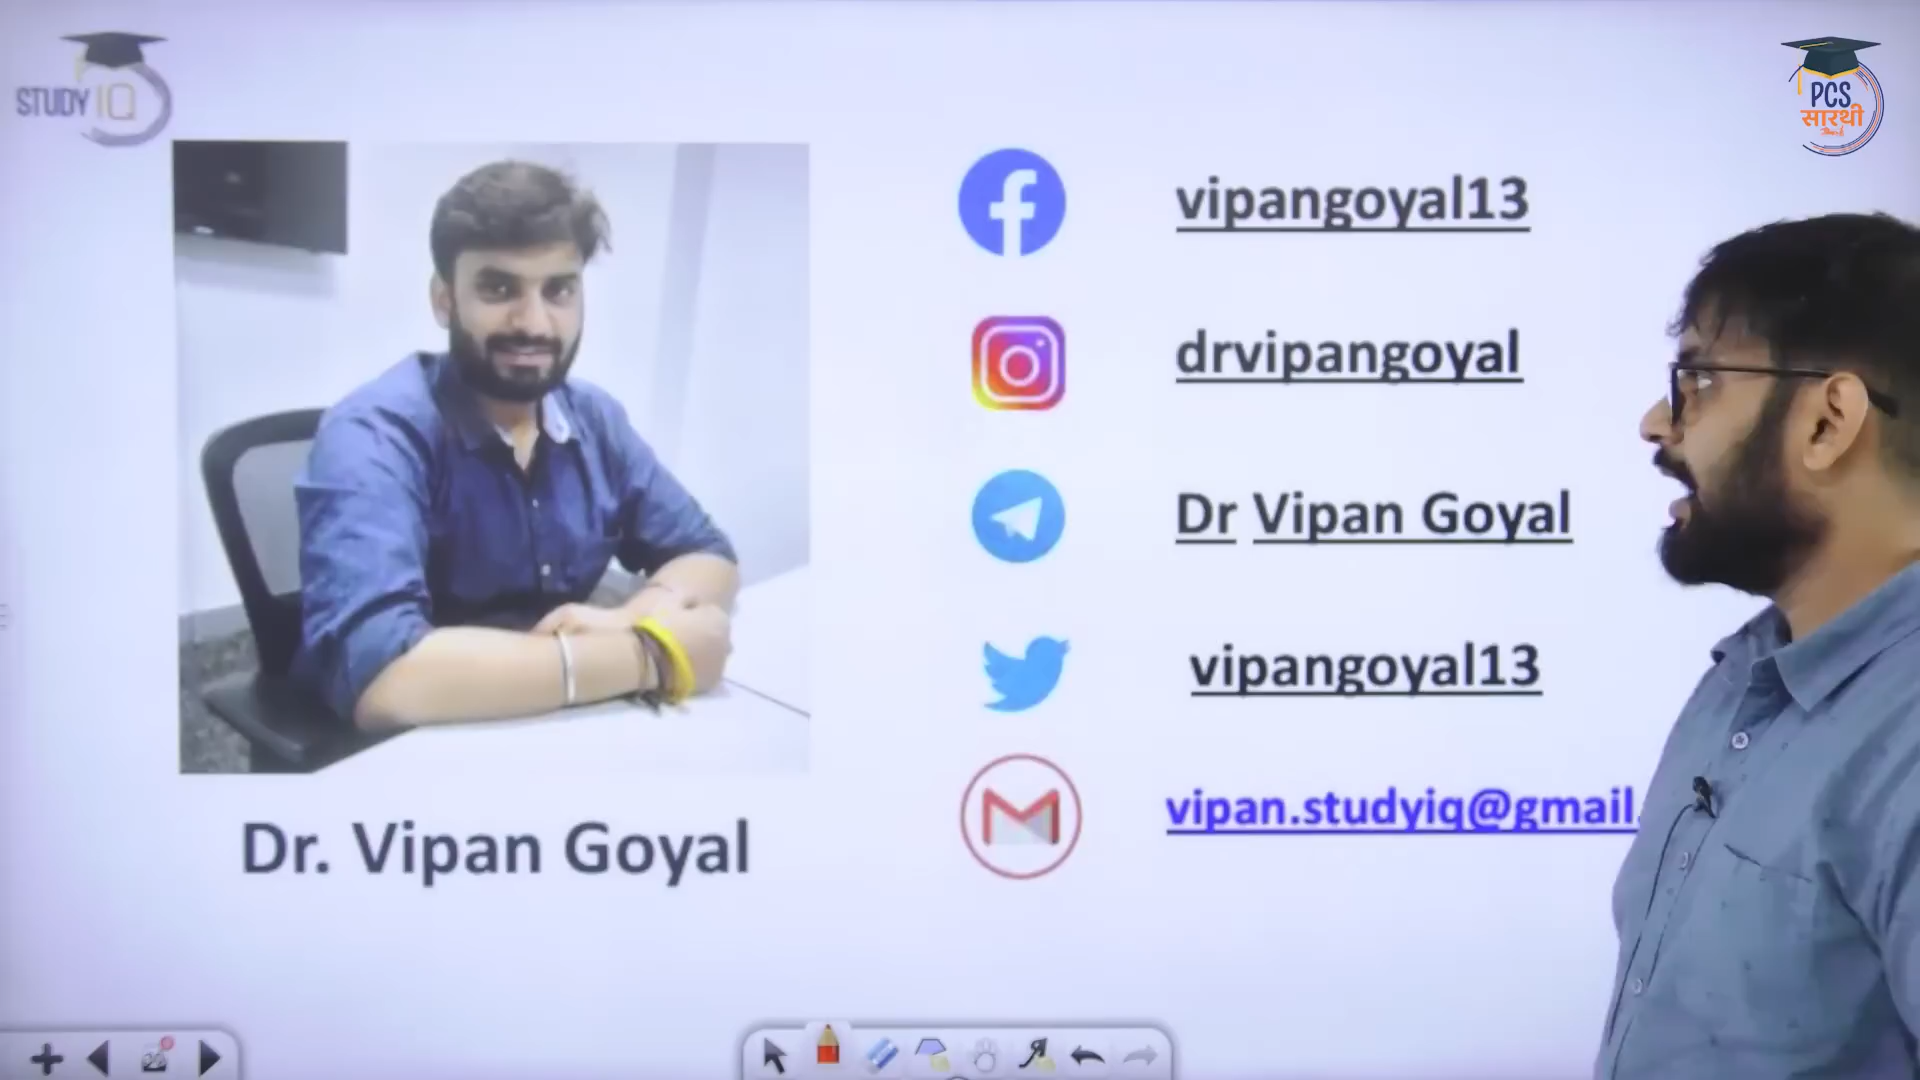 STUDY IQ
PCS
सारथी
vipangoyal13
drvipangoyal
Dr Vipan Goyal
vipangoyal13
vipan.studyiq@gmail.
Dr. Vipan Goyal